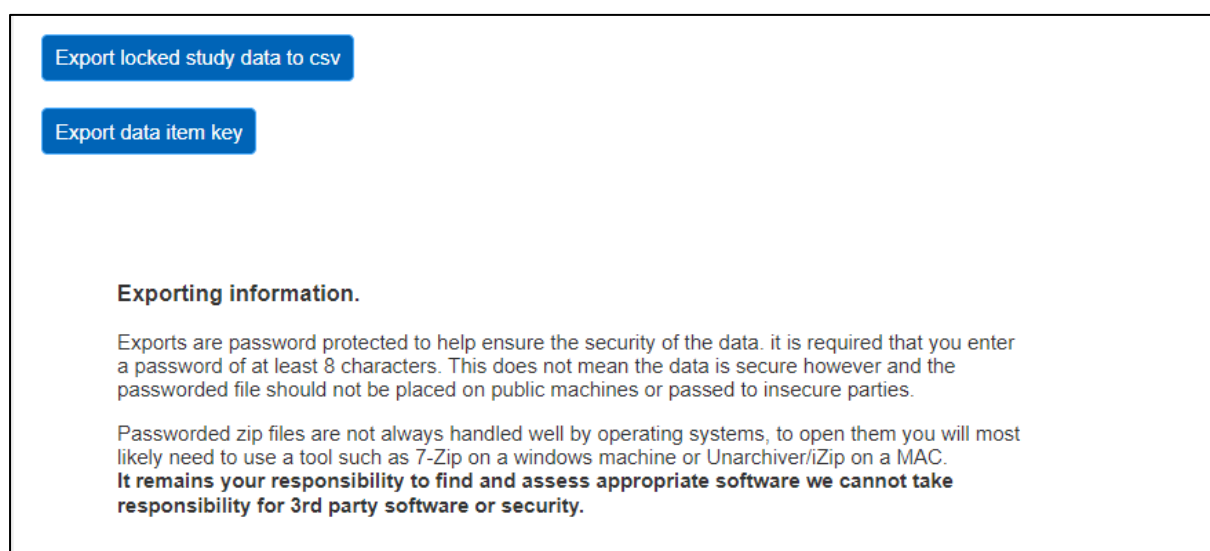 Export locked study data to csv
Export data item key
Exporting information.
Exports are password protected to help ensure the security of the data. it is required that you enter
a password of at least 8 characters. This does not mean the data is secure however and the
passworded file should not be placed on public machines or passed to insecure parties.
Passworded zip files are not always handled well by operating systems, to open them you will most
likely need to use a tool such as 7-Zip on a windows machine or Unarchiver/iZip on a MAC.
It remains your responsibility to find and assess appropriate software we cannot take
responsibility for 3rd party software or security.